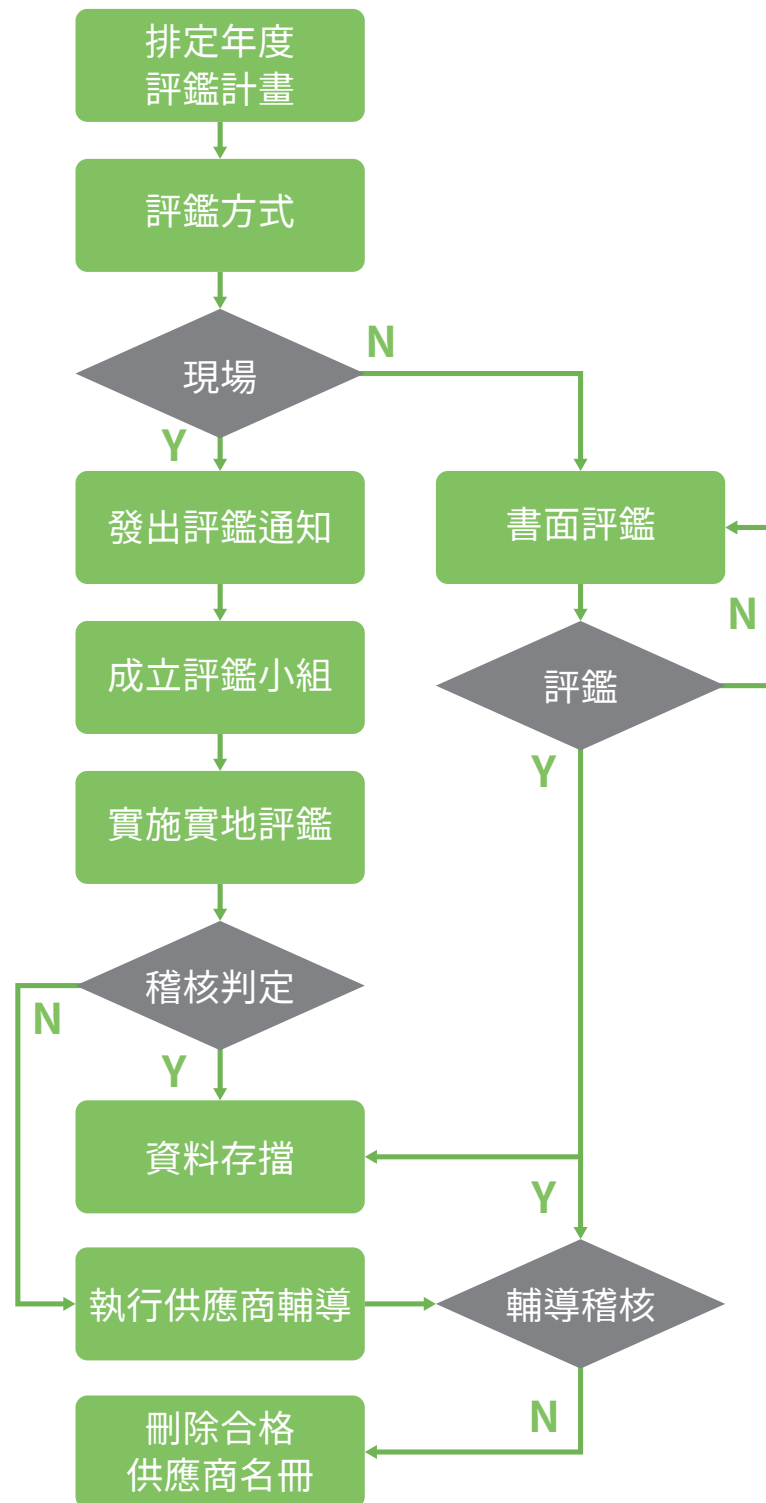 排定年度
評鑑計畫
評鑑方式
現場
N
Y
發出評鑑通知
書面評鑑
N
成立評鑑小組
評鑑
Y
實施實地評鑑
稽核判定
N
Y
資料存擋
Y
執行供應商輔導
輔導稽核
N
刪除合格
供應商名冊